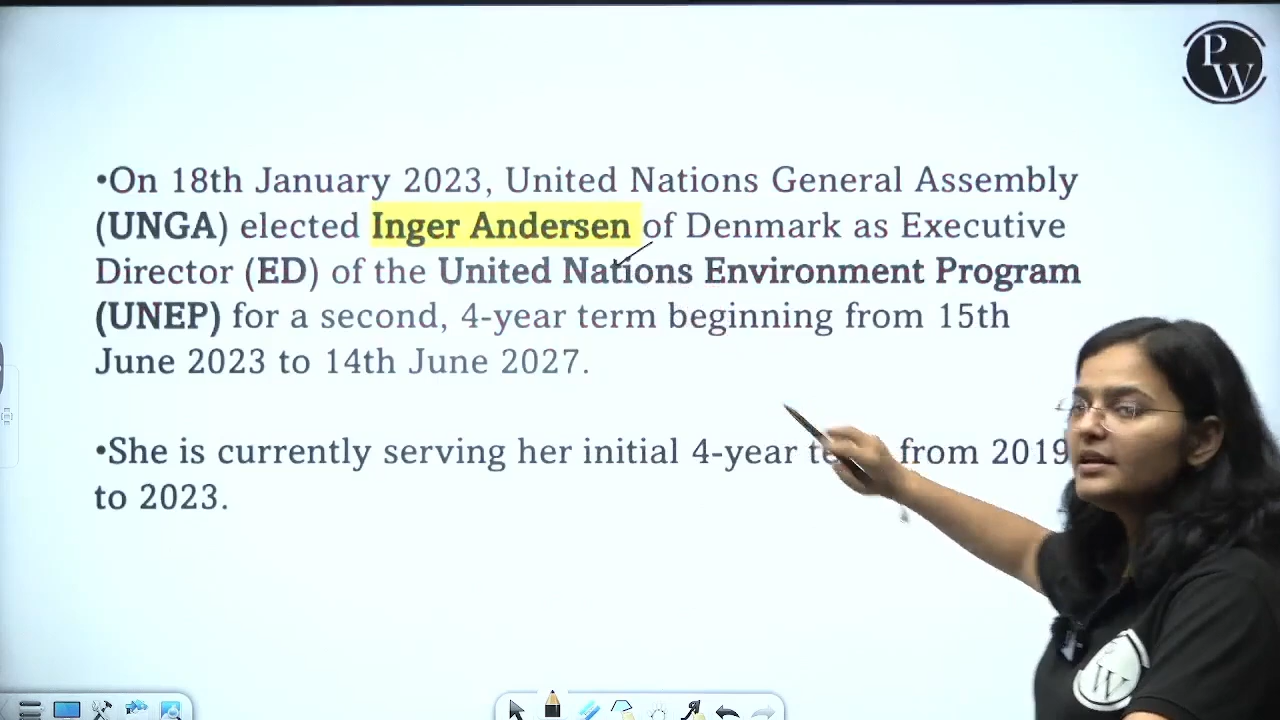 PW
•On 18th January 2023, United Nations General Assembly
(UNGA) elected Inger Andersen of Denmark as Executive
Director (ED) of the United Nations Environment Program
(UNEP) for a second, 4-year term beginning from 15th
June 2023 to 14th June 2027.
•She is currently serving her initial 4-year from 2019
to 2023.
W